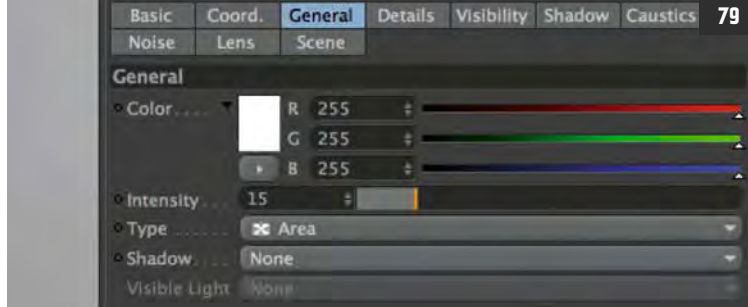 Basic Coord. General Details Visibility Shadow Caustics 79
Noise Lens Scene
General
Color.... R 255
G 255
B 255
Intensity... 15
Type....... Area
Shadow.... None
Visible Light None